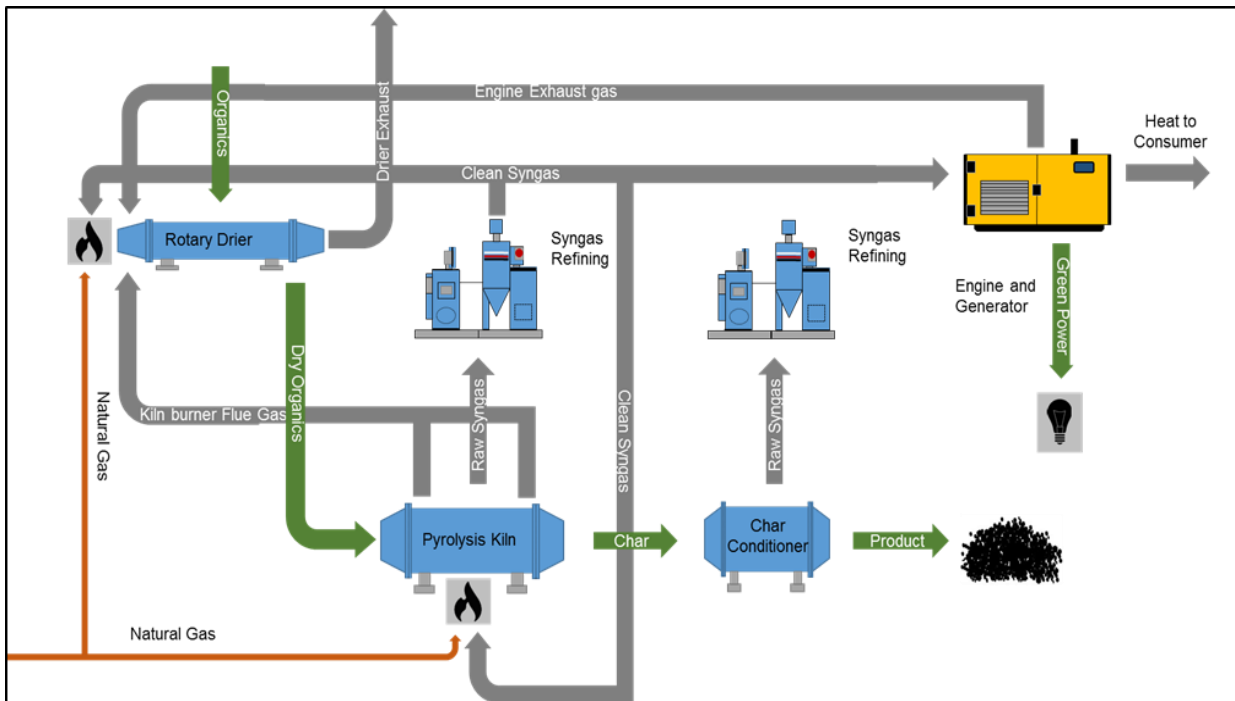 Engine Exhaust gas
Organics
Drier Exhaust
Heat to
Consumer
Clean Syngas
Rotary Drier
Syngas
Refining
Syngas
Refining
Engine and
Generator
Green Power
Dry Organics
Natural Gas
Kiln burner Flue Gas
Raw Syngas
Clean Syngas
Raw Syngas
Pyrolysis Kiln
Char
Char
Conditioner
Product
Natural Gas